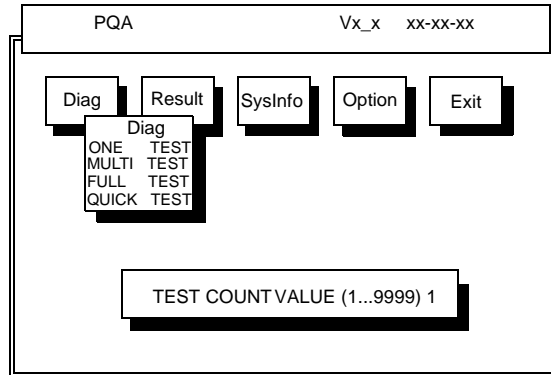 PQA Vx_x xx-xx-xx
Diag Result SysInfo Option Exit
Diag
ONE TEST
MULTI TEST
FULL TEST
QUICK TEST
TEST COUNT VALUE (1...9999) 1